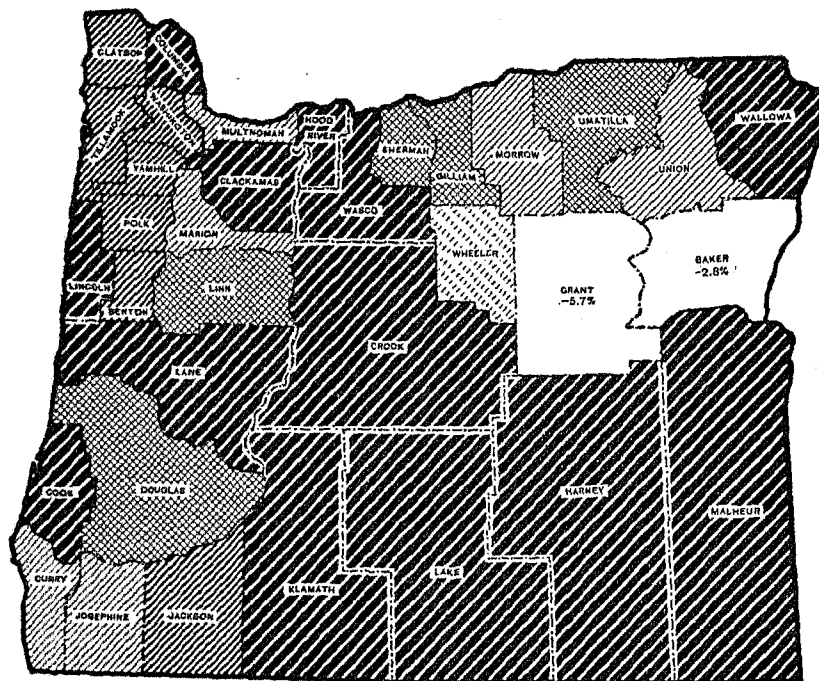 CLATSOP
COLUMBIA
TILLAMOOK
WASHINGTON
MULTNOMAH
HOOD
RIVER
YAMHILL
CLACKAMAS
SHERMAN
GILLIAM
MORROW
UMATILLA
UNION
WALLOWA
WASCO
POLK
MARION
WHEELER
LINCOLN
BENTON
LINN
GRANT
-5.7%
BAKER
-2.8%
CROOK
LANE
COOS
DOUGLAS
HARNEY
MALHEUR
CURRY
JOSEPHINE
JACKSON
KLAMATH
LAKE